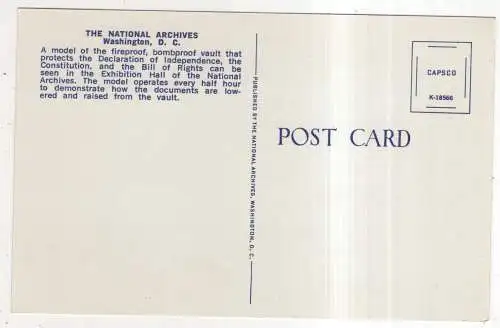 THE NATIONAL ARCHIVES
Washington, D. C.
A model of the fireproof, bombproof vault that
protects the Declaration of Independence, the
Constitution, and the Bill of Rights can be
seen in the Exhibition Hall of the National
Archives. The model operates every half hour
to demonstrate how the documents are low-
ered and raised from the vault.
PUBLISHED BY THE NATIONAL ARCHIVES, WASHINGTON, D. C.
POST CARD
CAPSCO
K-18566